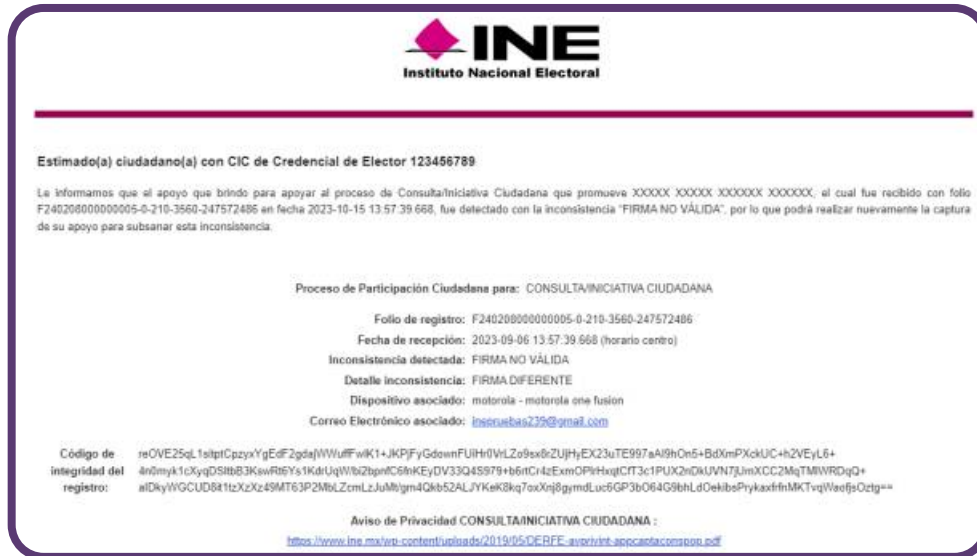 INE
Instituto Nacional Electoral
Estimado(a) ciudadano(a) con CIC de Credencial de Elector 123456789
Le informamos que el apoyo que brindo para apoyar al proceso de Consulta/Iniciativa Ciudadana que promueve XXXXX XXXXX XXXXXX XXXXXX, el cual fue recibido con folio
F240208000000005-0-210-3560-247572486 en fecha 2023-10-15 13:57:39.668, fue detectado con la inconsistencia "FIRMA NO VÁLIDA", por lo que podrá realizar nuevamente la captura
de su apoyo para subsanar esta inconsistencia.
Proceso de Participación Ciudadana para: CONSULTA/INICIATIVA CIUDADANA
Folio de registro: F240208000000005-0-210-3560-247572486
Fecha de recepción: 2023-09-06 13:57:39.668 (horario centro)
Inconsistencia detectada: FIRMA NO VÁLIDA
Detalle inconsistencia: FIRMA DIFERENTE
Dispositivo asociado: motorola - motorola one fusion
Correo Electrónico asociado: inepruebas239@gmail.com
Código de
integridad del
registro:
Aviso de Privacidad CONSULTA/INICIATIVA CIUDADANA :
https://www.ine.mx/wp-content/uploads/2019/05/DERFE-avprivint-appcaptaconspop.pdf